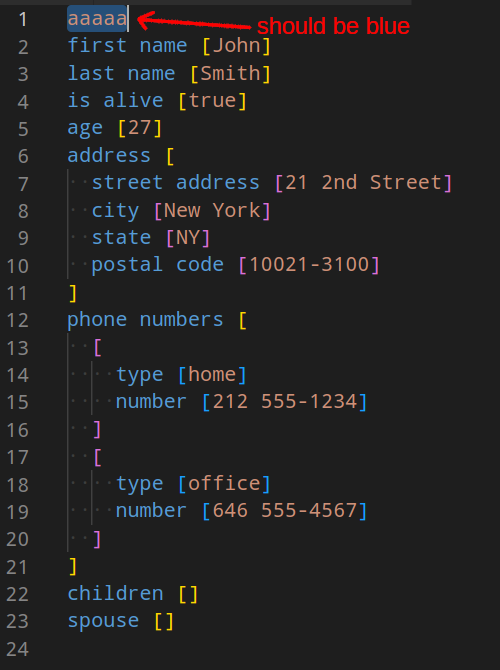 1 aaaaa should be blue
2 first name [John]
3 last name [Smith]
4 is alive [true]
5 age [27]
6 address [
7 street address [21 2nd Street]
8 city [New York]
9 state [NY]
10 postal code [10021-3100]
11 ]
12 phone numbers [
13 [
14 type [home]
15 number [212 555-1234]
16 ]
17 [
18 type [office]
19 number [646 555-4567]
20 ]
21 ]
22 children []
23 spouse []
24